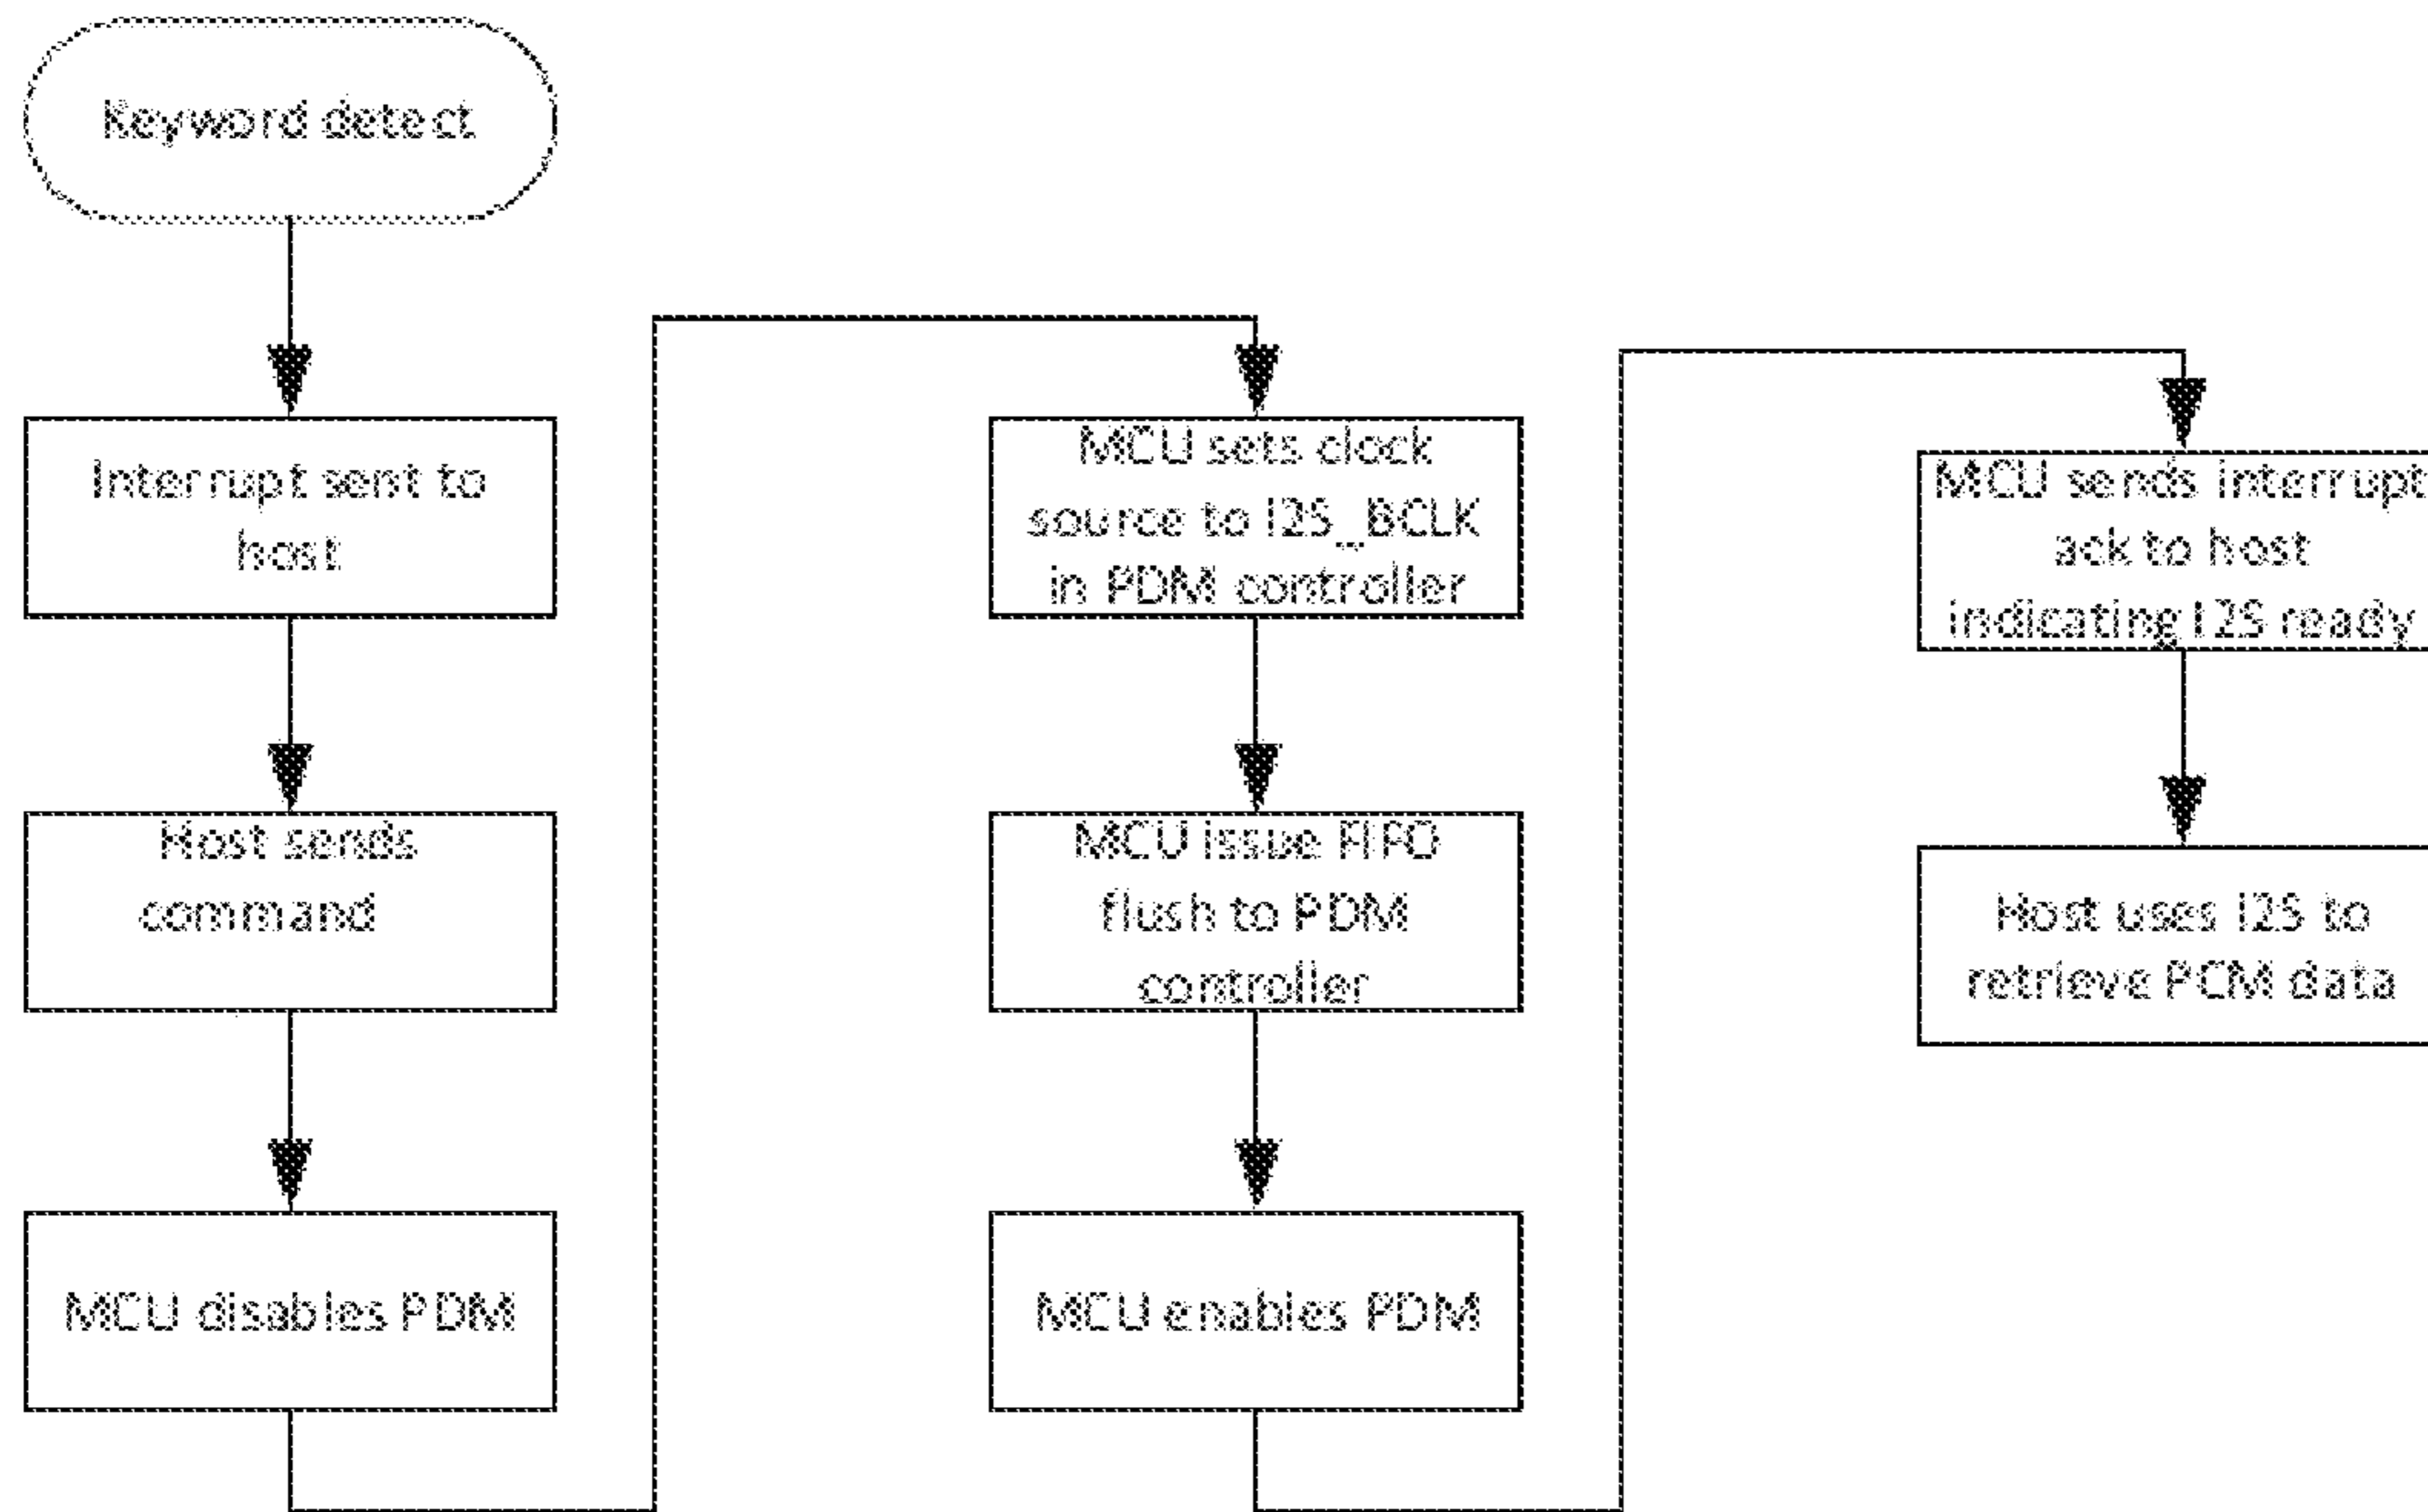 Keyword detect
Interrupt sent to
host
Host sends
command
MCU disables PDM
MCU sets clock
source to I2S_BCLK
in PDM controller
MCU issue FIFO
flush to PDM
controller
MCU enables PDM
MCU sends interrupt
ack to host
indicating I2S ready
Host uses I2S to
retrieve PCM data